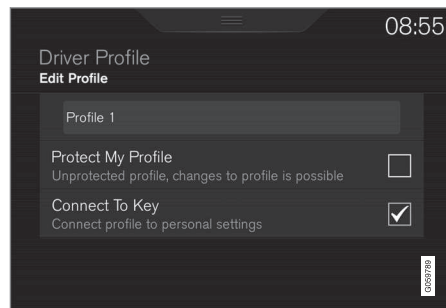 08:55
Driver Profile
Edit Profile
Profile 1
Protect My Profile
Unprotected profile, changes to profile is possible
Connect To Key
Connect profile to personal settings
G059789